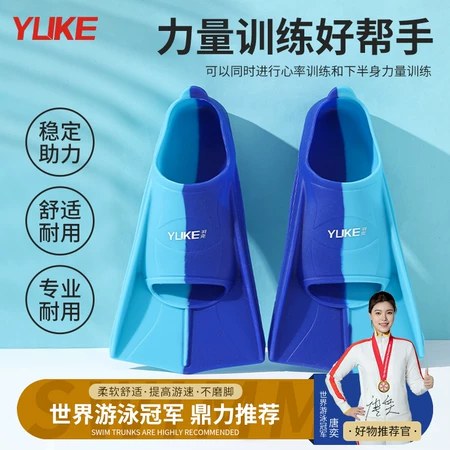 YUKE
力量训练好帮手
可以同时进行心率训练和下半身力量训练
稳定
助力
舒适
耐用
专业
耐用
YUKE
YUKE
柔软舒适·提高游速·不磨脚
世界游泳冠军 鼎力推荐
SWIM TRUNKS ARE HIGHLY RECOMMENDED
世界游泳冠军
唐奕
唐奕
好物推荐官